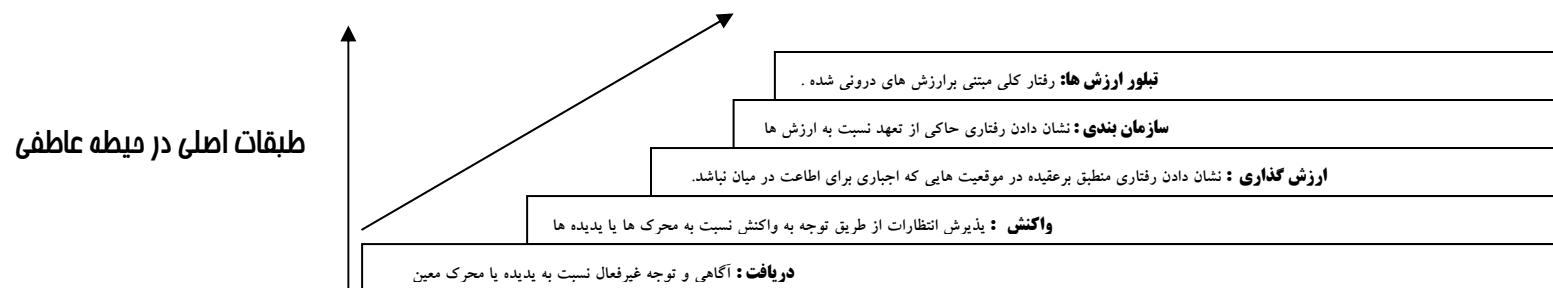 تبلور ارزش ها: رفتار کلی مبتنی برارزش های درونی شده .
سازمان بندی : نشان دادن رفتاری حاکی از تعهد نسبت به ارزش ها
طبقات اصلی در حیطه عاطفی
ارزش گذاری : نشان دادن رفتاری منطبق برعقیده در موقعیت هایی که اجباری برای اطاعت در میان نباشد.
واکنش : پذیرش انتظارات از طریق توجه به واکنش نسبت به محرک ها یا پدیده ها
دریافت : آگاهی و توجه غیرفعال نسبت به پدیده یا محرک معین